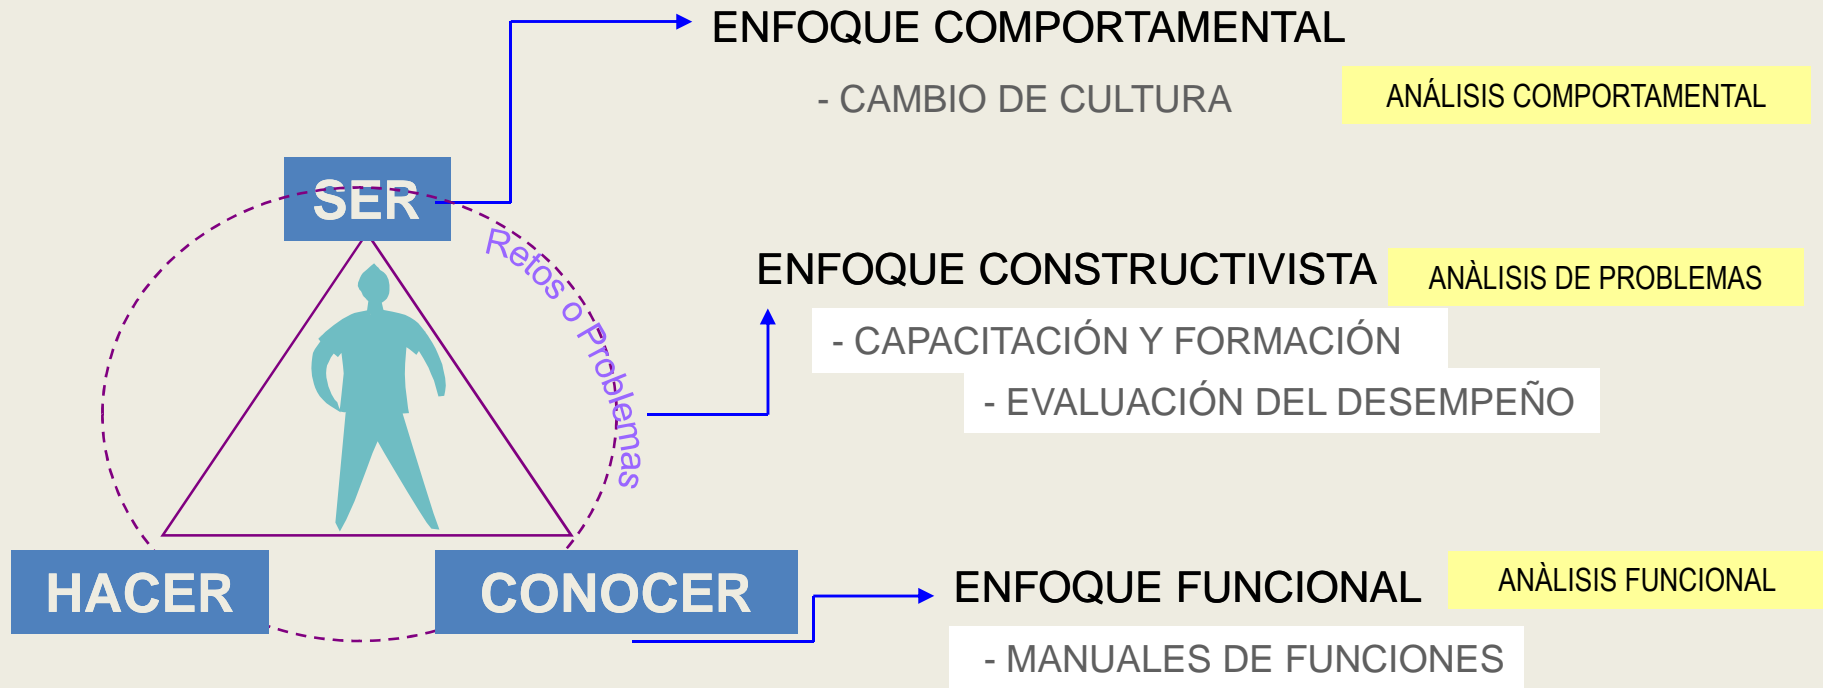 ENFOQUE COMPORTAMENTAL
- CAMBIO DE CULTURA
ANÁLISIS COMPORTAMENTAL
SER
Retos o Problemas
ENFOQUE CONSTRUCTIVISTA
ANÀLISIS DE PROBLEMAS
- CAPACITACIÓN Y FORMACIÓN
- EVALUACIÓN DEL DESEMPEÑO
HACER
CONOCER
ENFOQUE FUNCIONAL
ANÀLISIS FUNCIONAL
- MANUALES DE FUNCIONES